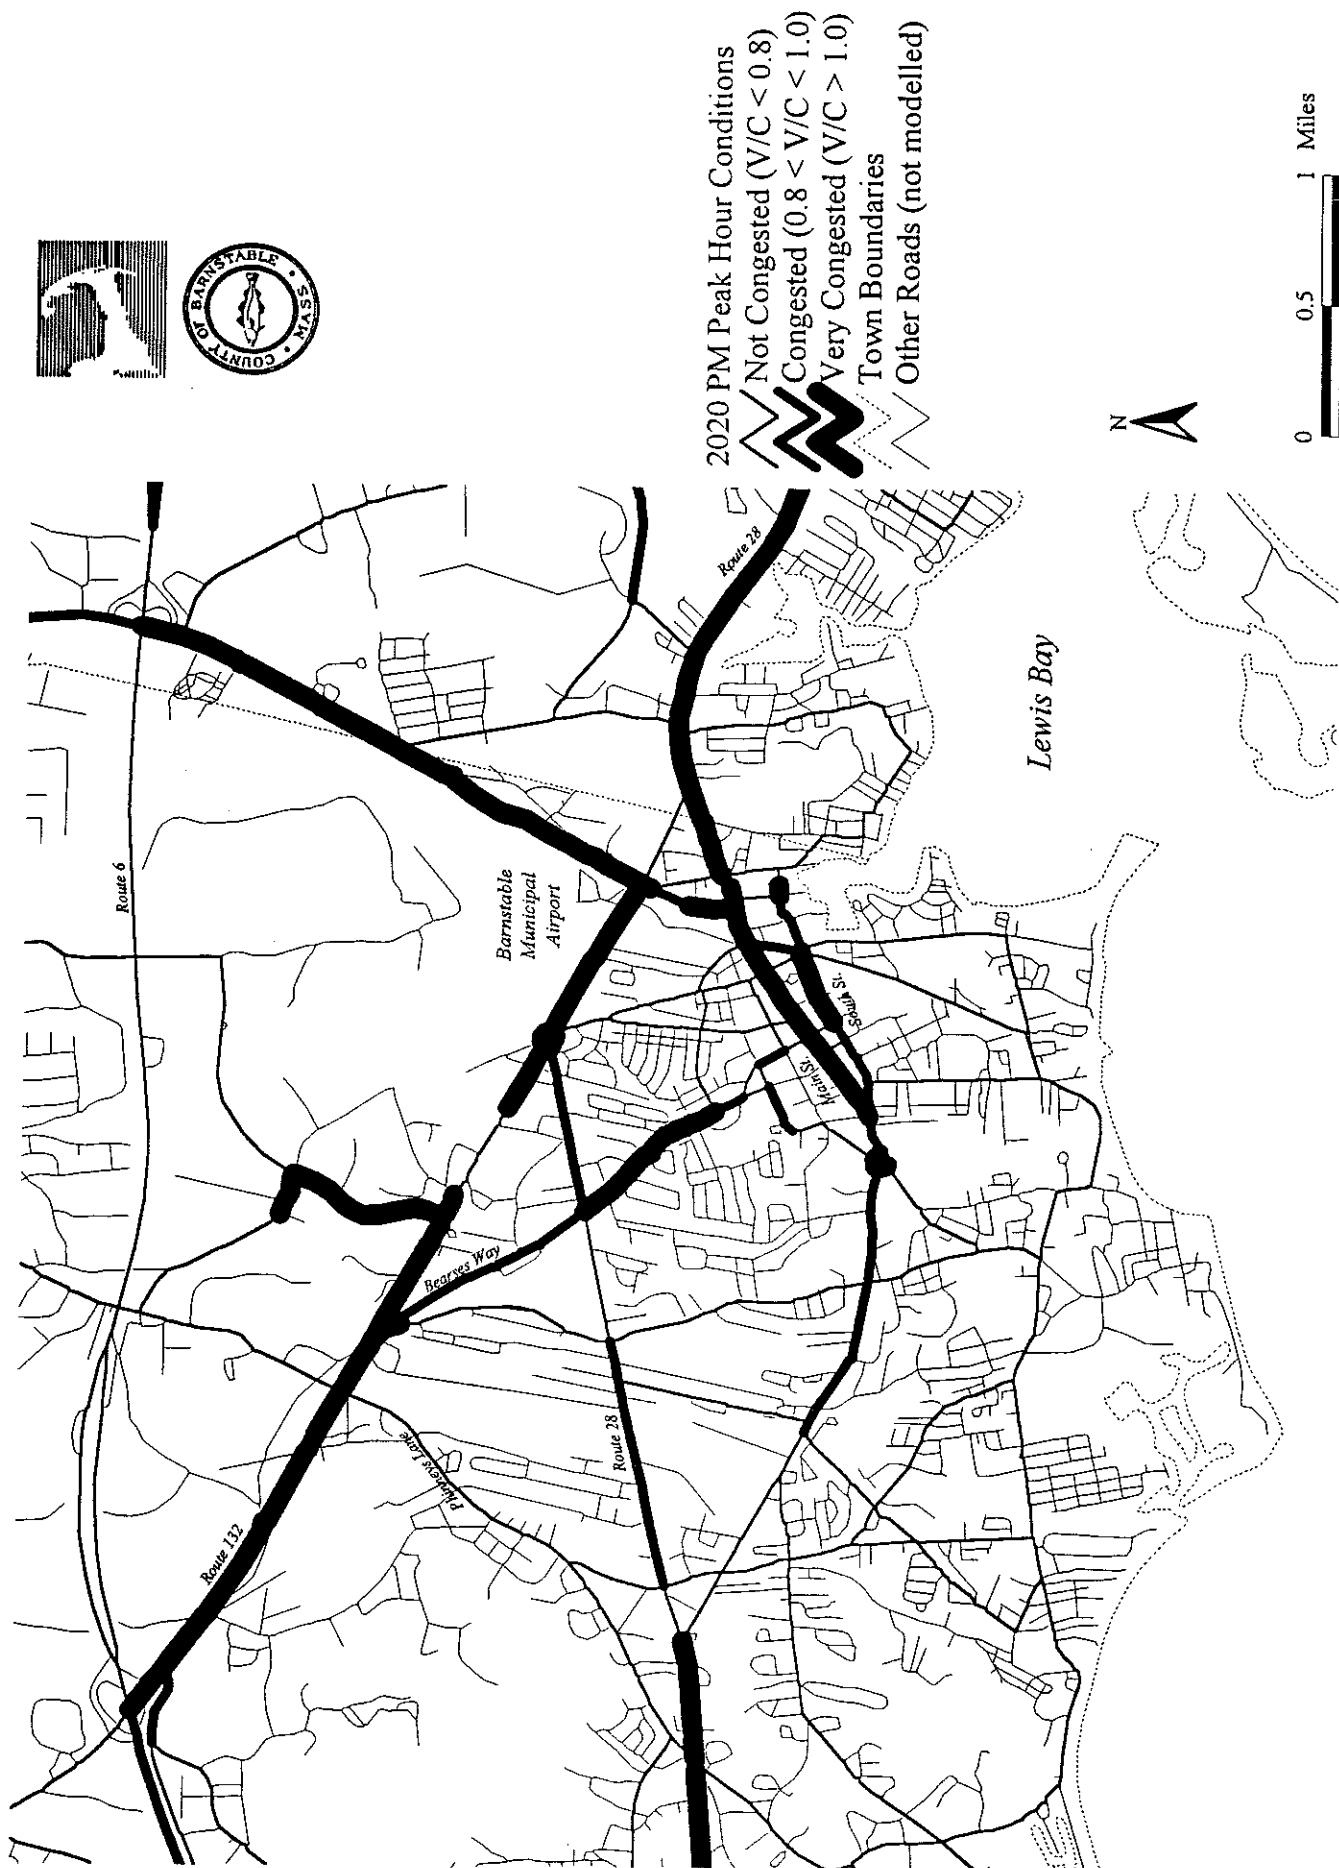 COUNTY OF BARNSTABLE • MASS •
2020 PM Peak Hour Conditions
Not Congested (V/C < 0.8)
Congested (0.8 < V/C < 1.0)
Very Congested (V/C > 1.0)
Town Boundaries
Other Roads (not modelled)
N
0 0.5 1 Miles
Route 6
Route 132
Phinneys Lane
Bearses Way
Route 28
Barnstable
Municipal
Airport
Main St.
South St.
Route 28
Lewis Bay